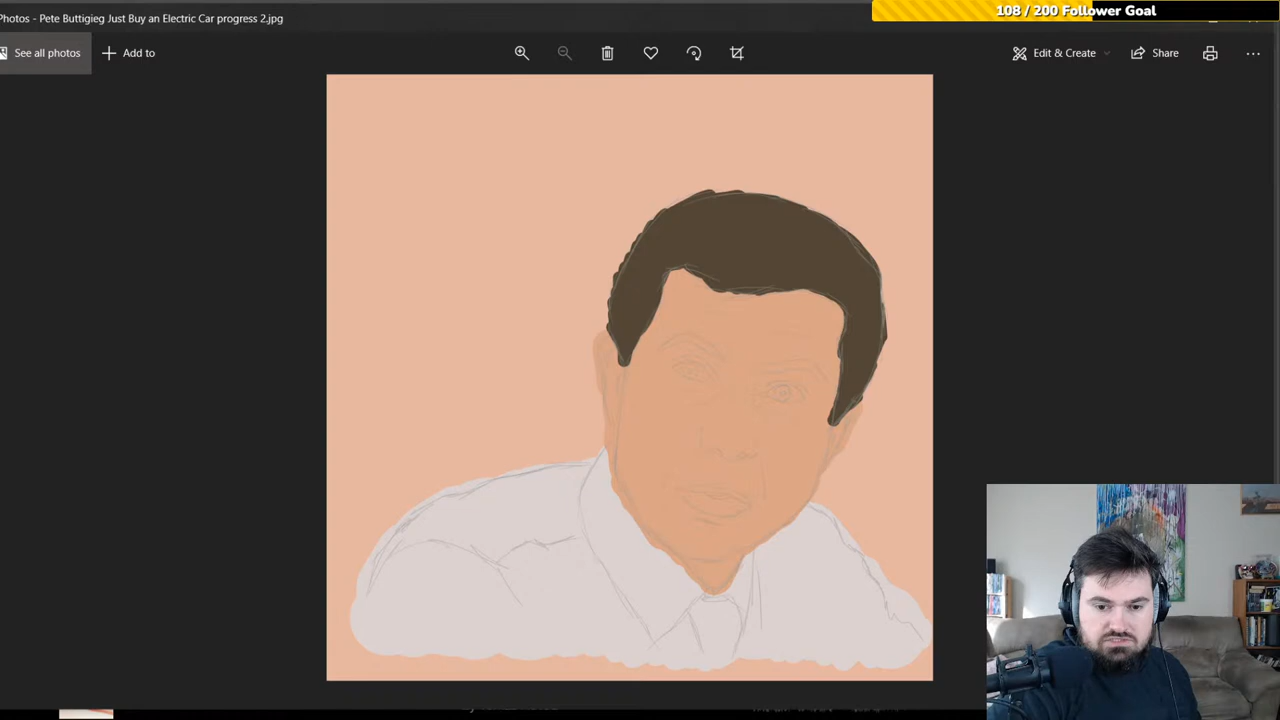 108 / 200 Follower Goal
Photos - Pete Buttigieg Just Buy an Electric Car progress 2.jpg
See all photos
Add to
Edit & Create
Share